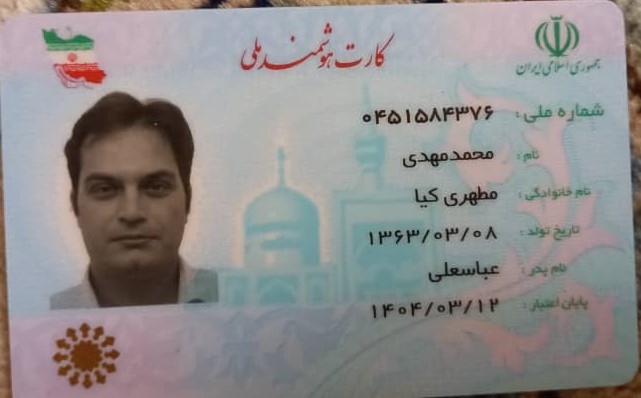 کارت هوشمند ملی
جمهوری اسلامی ایران
شماره ملی: ۰۴۵۱۵۸۴۳۷۶
نام: محمدمهدی
نام خانوادگی: مطهری کیا
تاریخ تولد: ۱۳۶۳/۰۳/۰۸
نام پدر: عباسعلی
پایان اعتبار: ۱۴۰۴/۰۳/۱۲